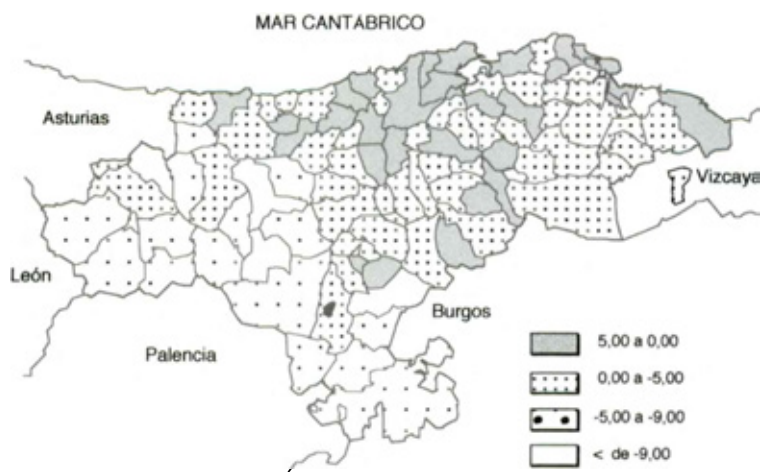 MAR CANTÁBRICO
Asturias
Vizcaya
León
Burgos
Palencia
5,00 a 0,00
0,00 a -5,00
-5,00 a -9,00
< de -9,00